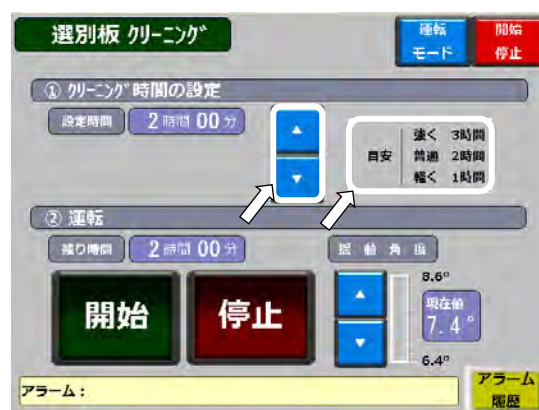 選別板 クリーニング
運転
モード
開始
停止
① クリーニング時間の設定
設定時間 2時間 00分
▲
▼
目安
強く 3時間
普通 2時間
軽く 1時間
② 運転
残り時間 2時間 00分
揺動角度
開始
停止
▲
▼
8.6°
現在値
7.4°
6.4°
アラーム：
アラーム
履歴